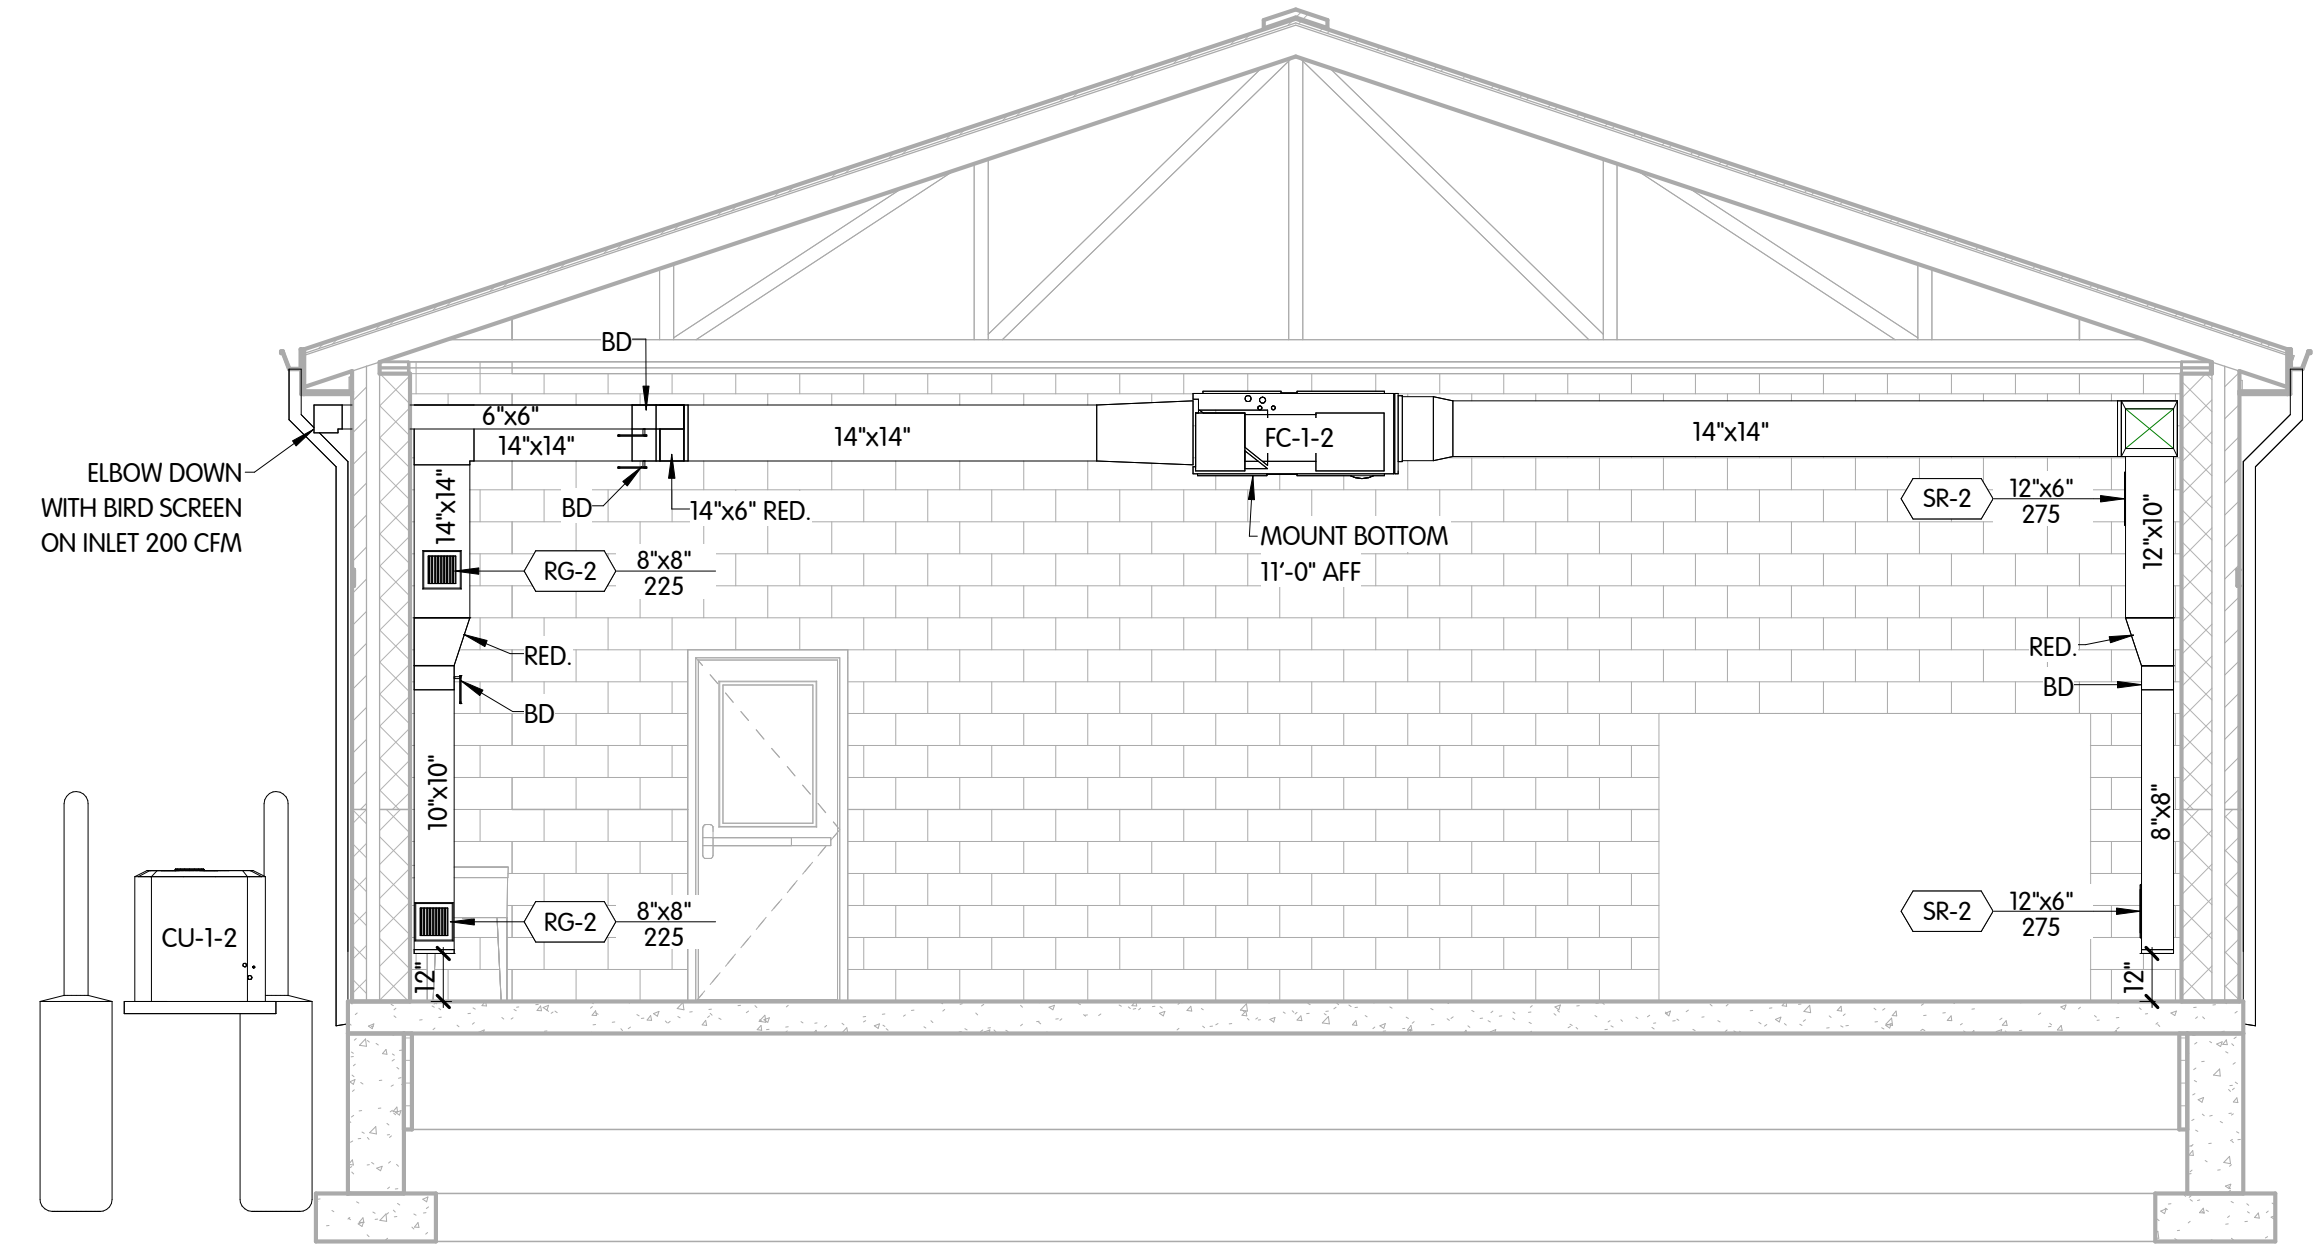 BD
6"x6"
14"x14"
14"x14"
FC-1-2
14"x14"
ELBOW DOWN
WITH BIRD SCREEN
ON INLET 200 CFM
14"x14"
BD
14"x6" RED.
MOUNT BOTTOM
11'-0" AFF
SR-2
12"x6"
275
12"x10"
RG-2
8"x8"
225
RED.
BD
RED.
BD
10"x10"
8"x8"
CU-1-2
RG-2
8"x8"
225
SR-2
12"x6"
275
12"
12"